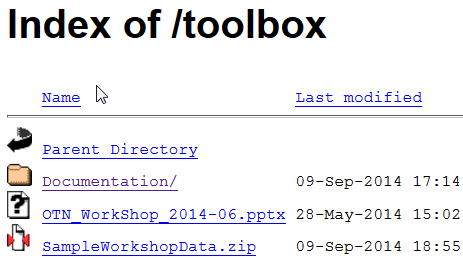 Index of /toolbox
Name Last modified
Parent Directory
Documentation/ 09-Sep-2014 17:14
OTN_WorkShop_2014-06.pptx 28-May-2014 15:02
SampleWorkshopData.zip 09-Sep-2014 18:55